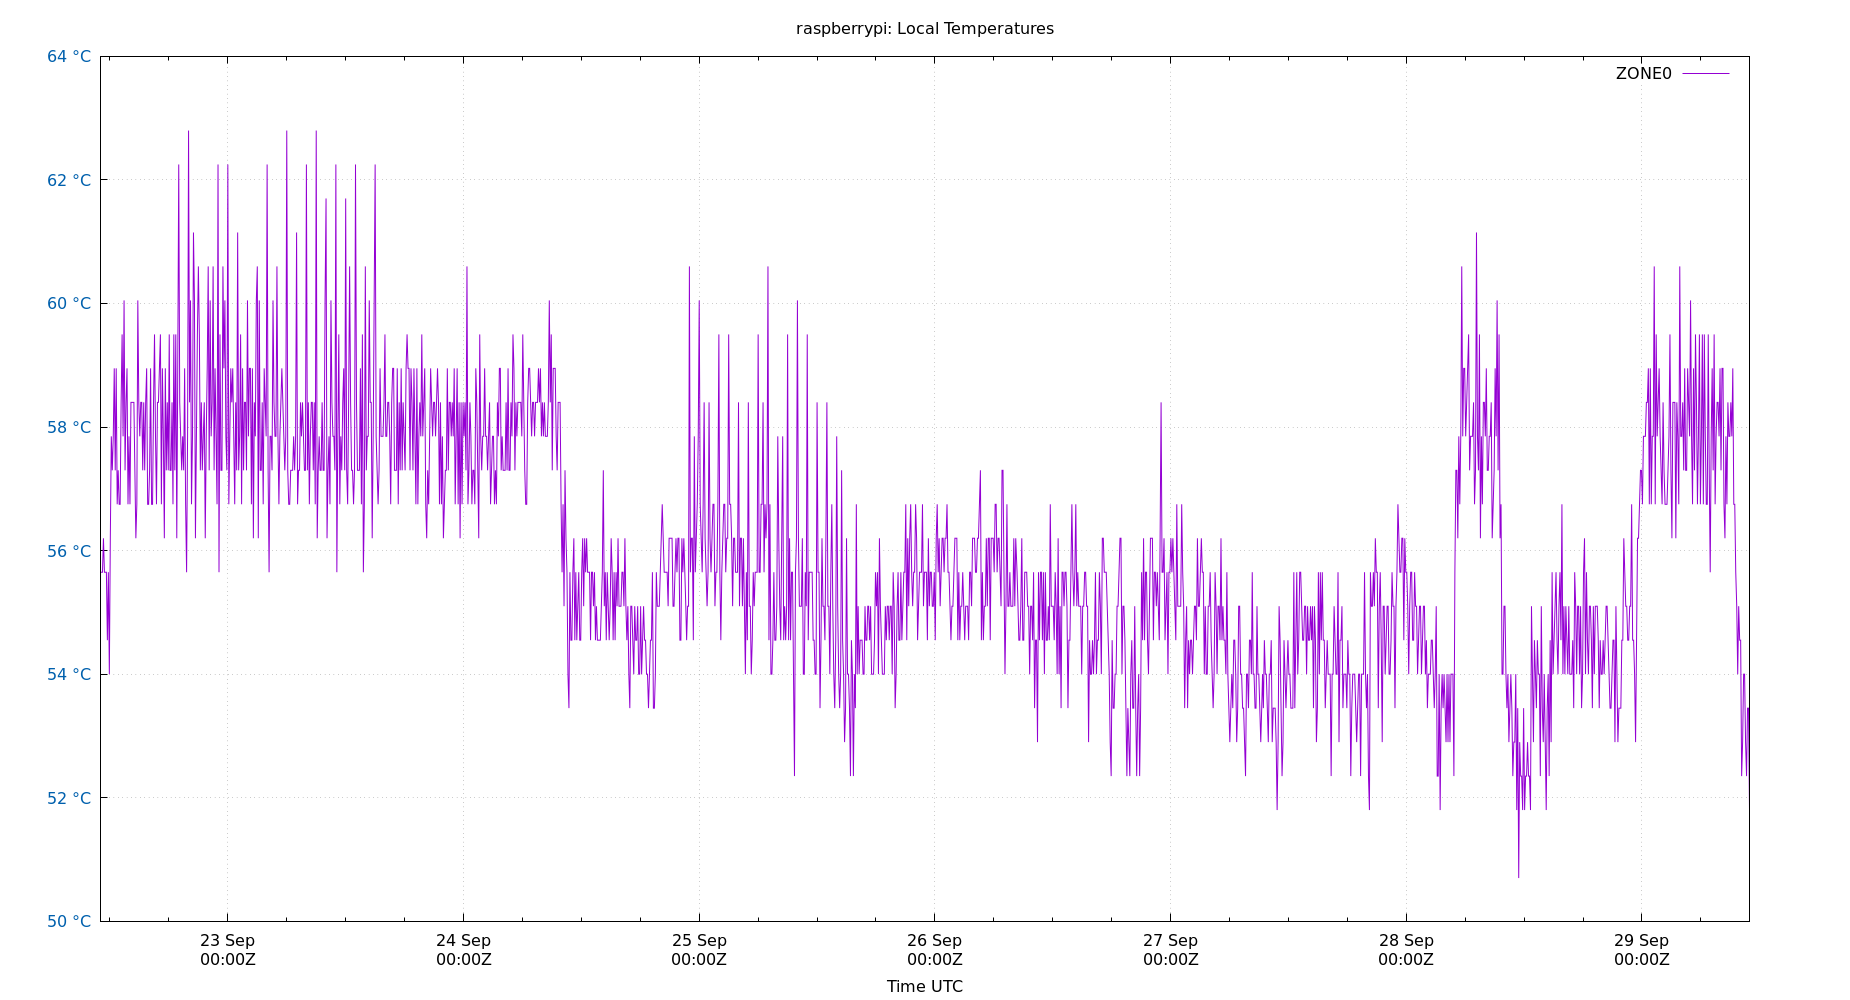 raspberrypi: Local Temperatures
64 °C
ZONE0
62 °C
60 °C
58 °C
56 °C
54 °C
52 °C
50 °C
23 Sep 24 Sep 25 Sep 26 Sep 27 Sep 28 Sep 29 Sep
00:00Z 00:00Z 00:00Z 00:00Z 00:00Z 00:00Z 00:00Z
Time UTC